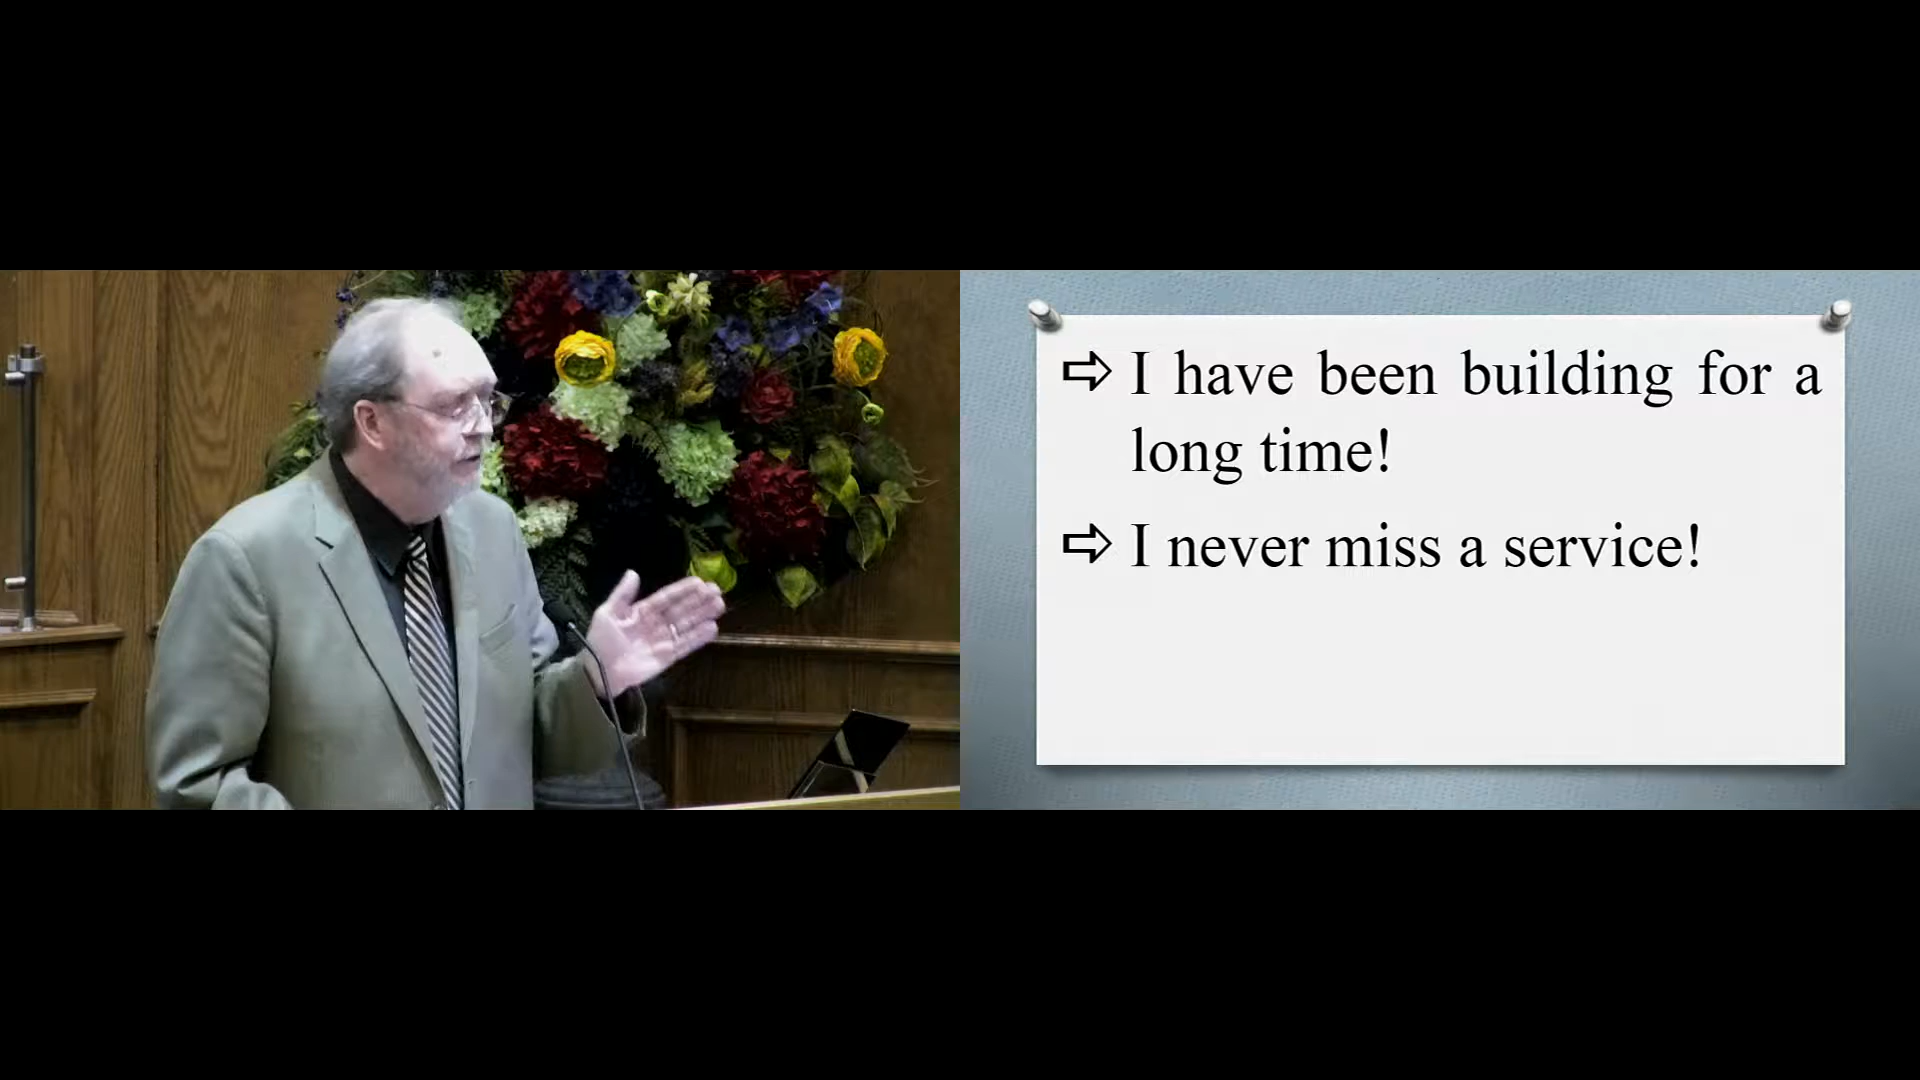 ⇨ I have been building for a
long time!
⇨ I never miss a service!